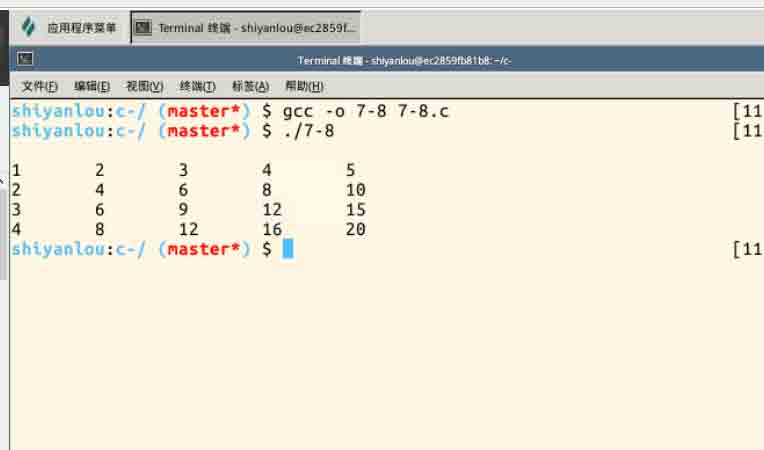 应用程序菜单 Terminal 终端 - shiyanlou@ec2859f...
Terminal 终端 - shiyanlou@ec2859fb81b8: ~/c-
文件(F) 编辑(E) 视图(V) 终端(T) 标签(A) 帮助(H)
shiyanlou:c-/ (master*) $ gcc -o 7-8 7-8.c [11
shiyanlou:c-/ (master*) $ ./7-8 [11
1 2 3 4 5
2 4 6 8 10
3 6 9 12 15
4 8 12 16 20
shiyanlou:c-/ (master*) $ [11